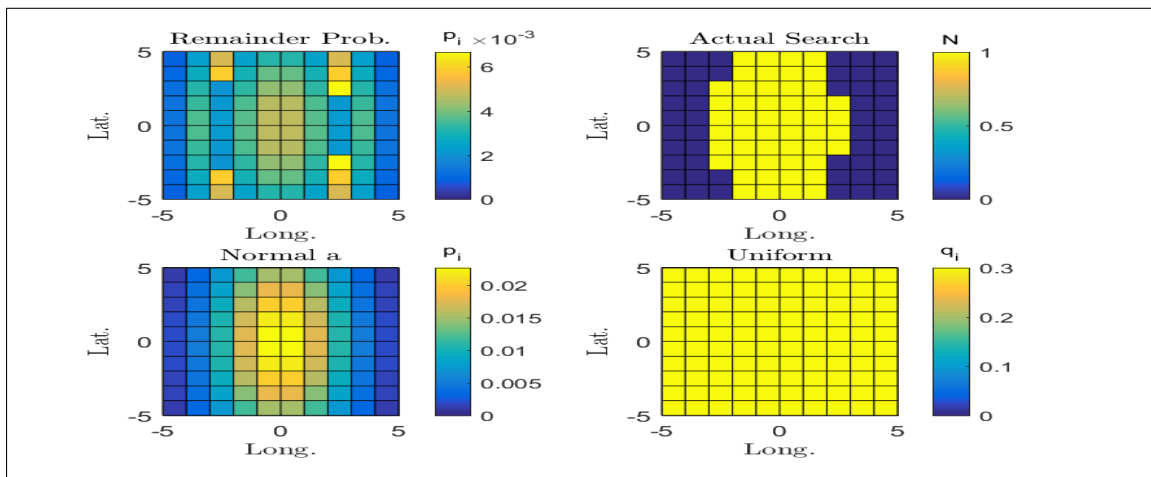 Remainder Prob.
pᵢ ×10⁻³
5
0
-5
Lat.
-5 0 5
Long.
6
4
2
0
Actual Search
N
5
0
-5
Lat.
-5 0 5
Long.
1
0.5
0
Normal a
pᵢ
5
0
-5
Lat.
-5 0 5
Long.
0.02
0.015
0.01
0.005
0
Uniform
qᵢ
5
0
-5
Lat.
-5 0 5
Long.
0.3
0.2
0.1
0